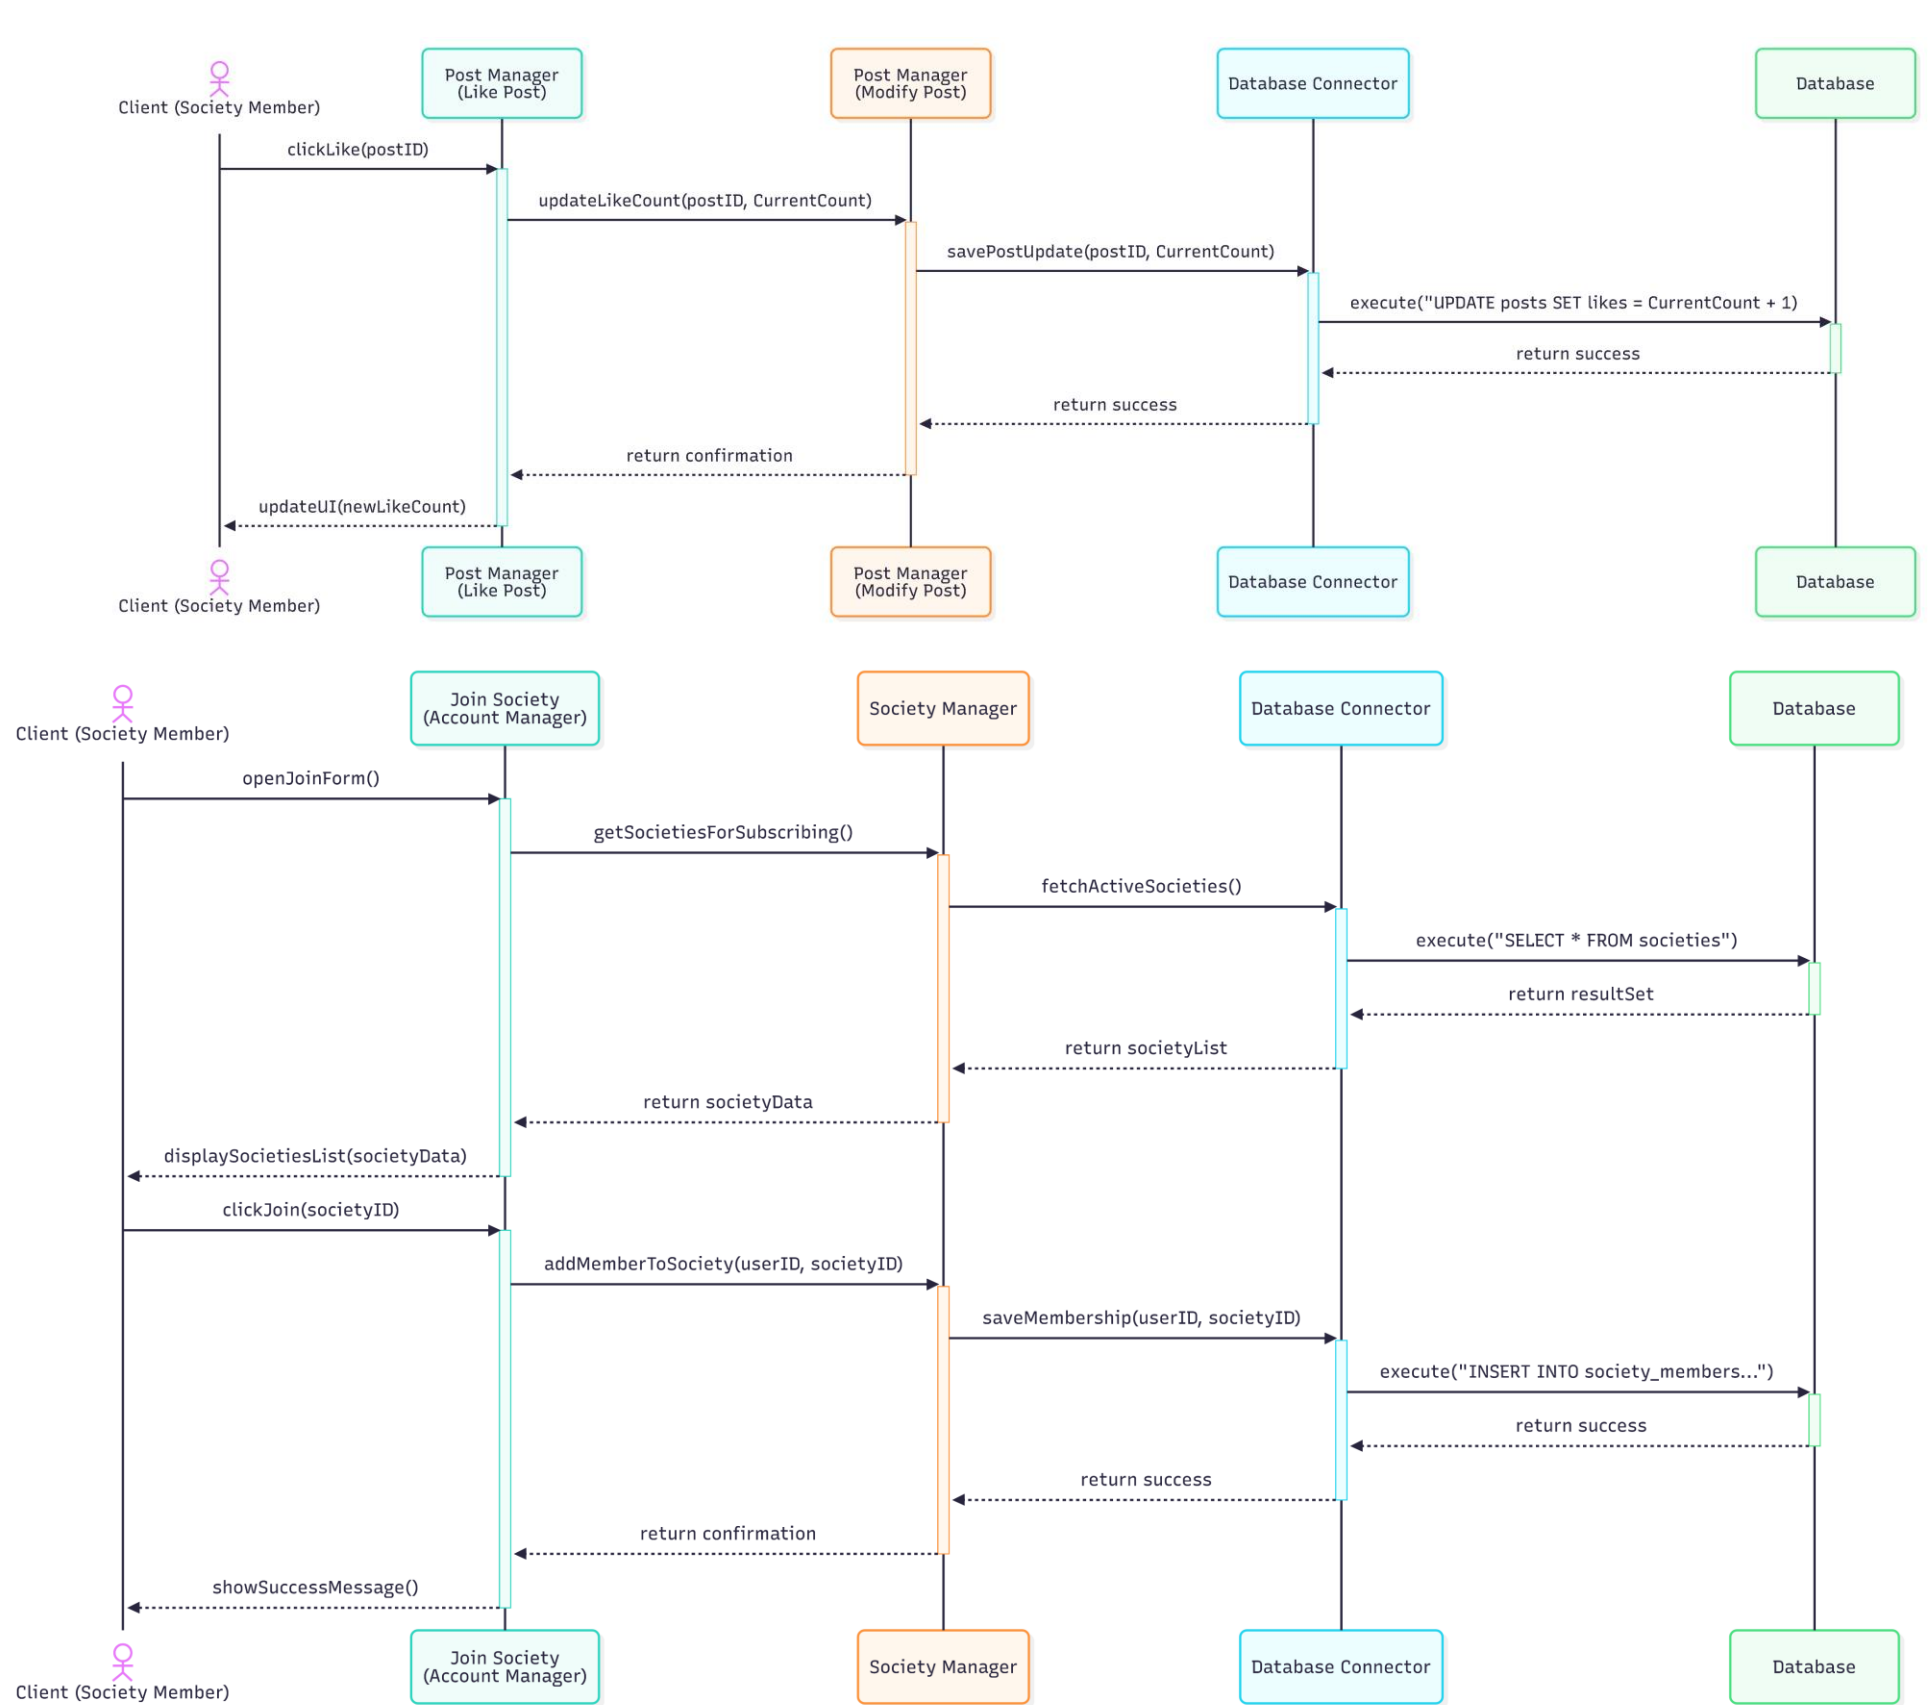 Client (Society Member)
Post Manager
(Like Post)
Post Manager
(Modify Post)
Database Connector
Database
clickLike(postID)
updateLikeCount(postID, CurrentCount)
savePostUpdate(postID, CurrentCount)
execute("UPDATE posts SET likes = CurrentCount + 1)
return success
return success
return confirmation
updateUI(newLikeCount)
Client (Society Member)
Post Manager
(Like Post)
Post Manager
(Modify Post)
Database Connector
Database
Client (Society Member)
Join Society
(Account Manager)
Society Manager
Database Connector
Database
openJoinForm()
getSocietiesForSubscribing()
fetchActiveSocieties()
execute("SELECT * FROM societies")
return resultSet
return societyList
return societyData
displaySocietiesList(societyData)
clickJoin(societyID)
addMemberToSociety(userID, societyID)
saveMembership(userID, societyID)
execute("INSERT INTO society_members...")
return success
return success
return confirmation
showSuccessMessage()
Client (Society Member)
Join Society
(Account Manager)
Society Manager
Database Connector
Database